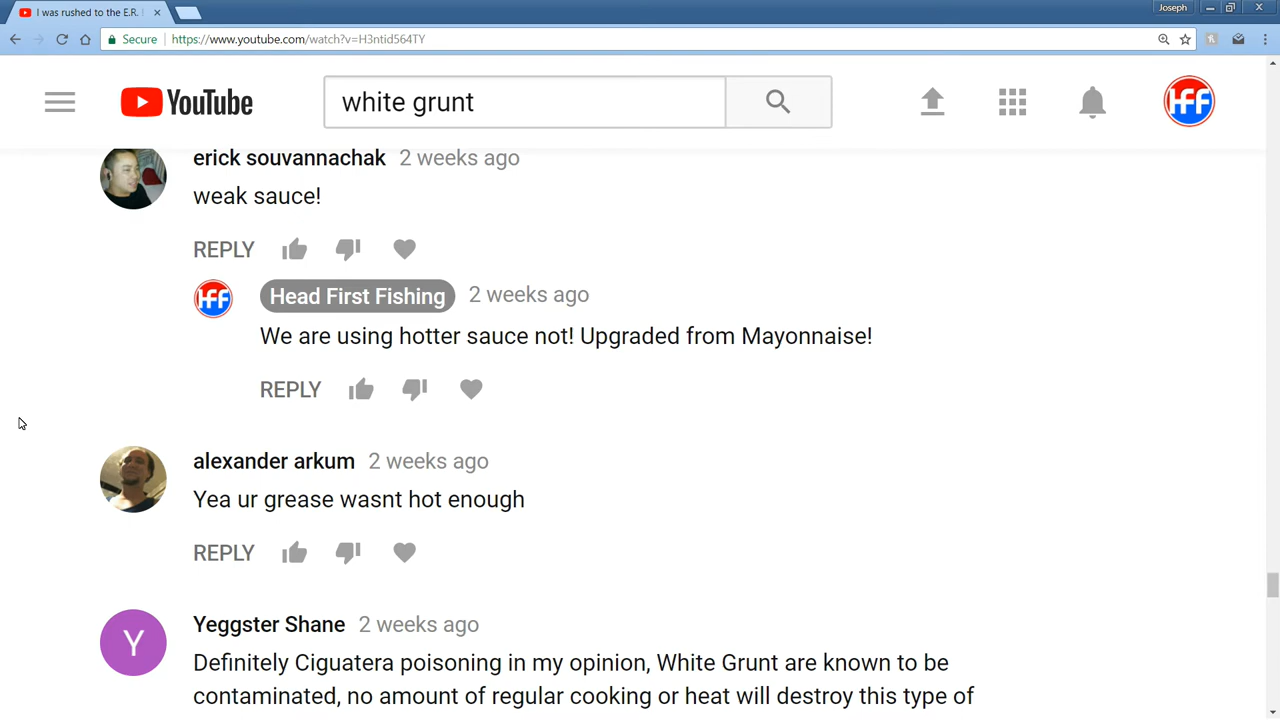 I was rushed to the E.R.
Joseph
Secure https://www.youtube.com/watch?v=H3ntid564TY
YouTube
white grunt
HFF
erick souvannachak 2 weeks ago
weak sauce!
REPLY
HFF
Head First Fishing 2 weeks ago
We are using hotter sauce not! Upgraded from Mayonnaise!
REPLY
alexander arkum 2 weeks ago
Yea ur grease wasnt hot enough
REPLY
Y
Yeggster Shane 2 weeks ago
Definitely Ciguatera poisoning in my opinion, White Grunt are known to be
contaminated, no amount of regular cooking or heat will destroy this type of